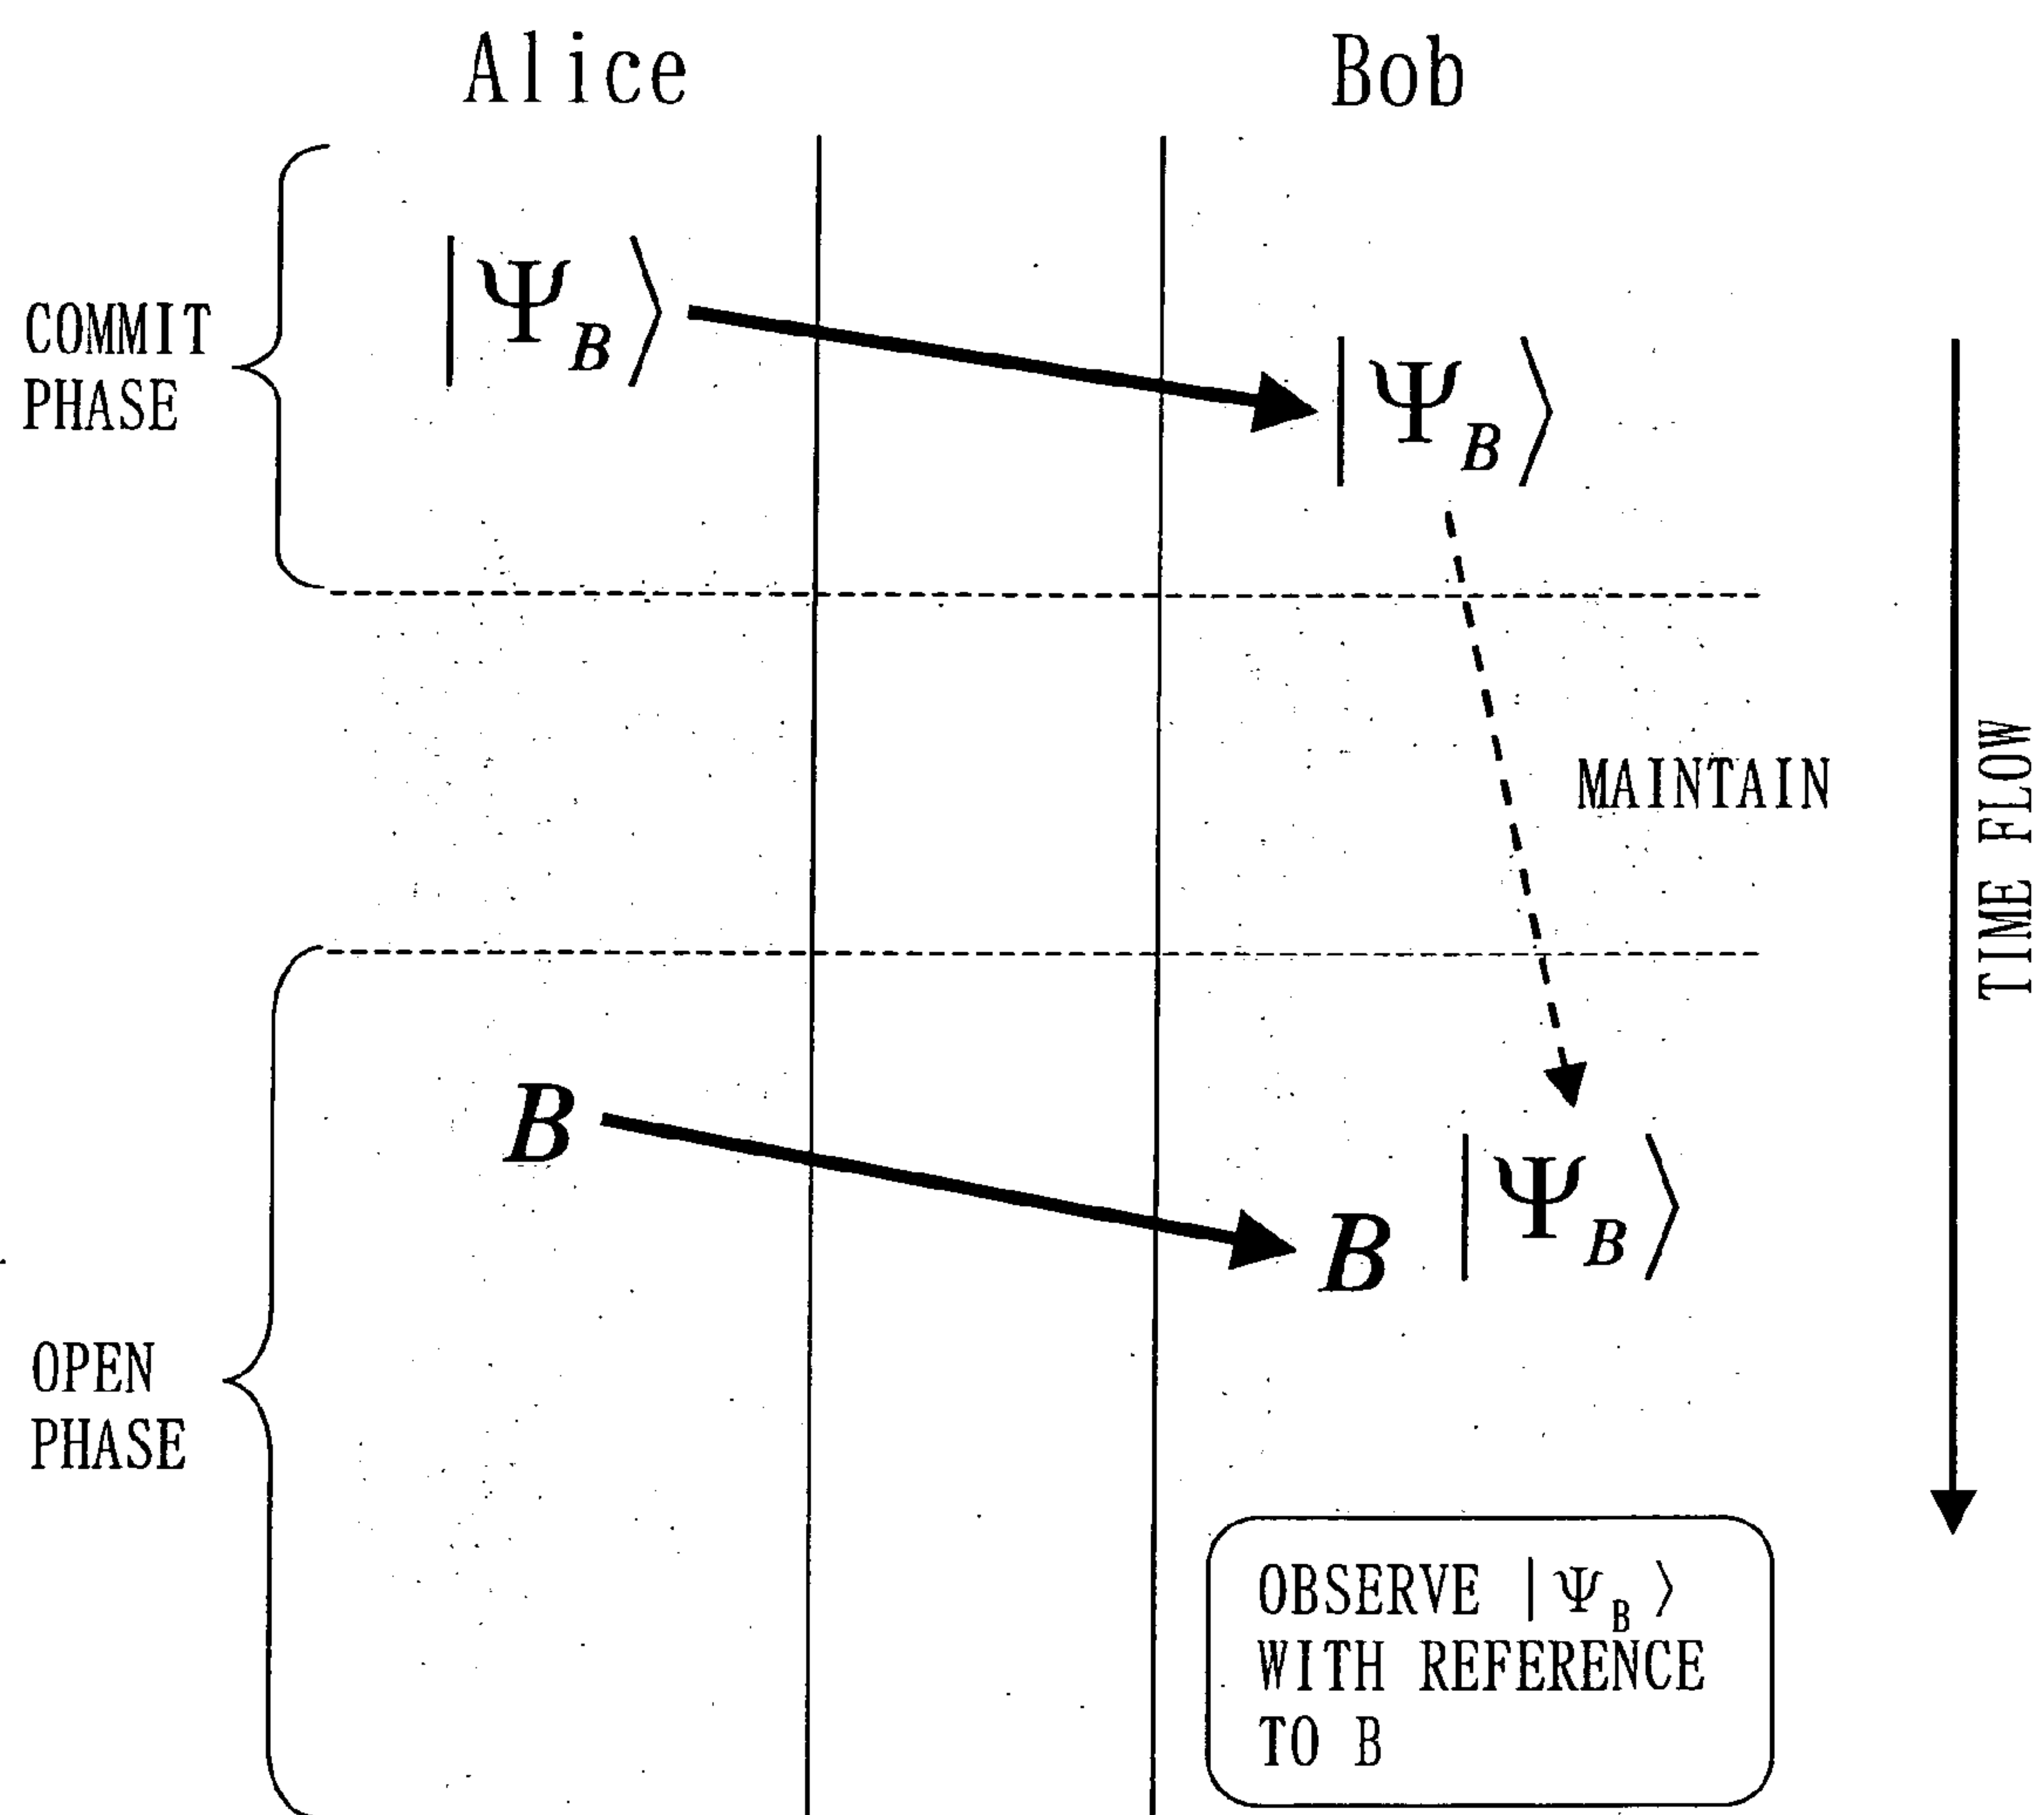 Alice
Bob
COMMIT
PHASE
|Ψ_B⟩
|Ψ_B⟩
MAINTAIN
TIME FLOW
OPEN
PHASE
B
B |Ψ_B⟩
OBSERVE |Ψ_B⟩
WITH REFERENCE
TO B